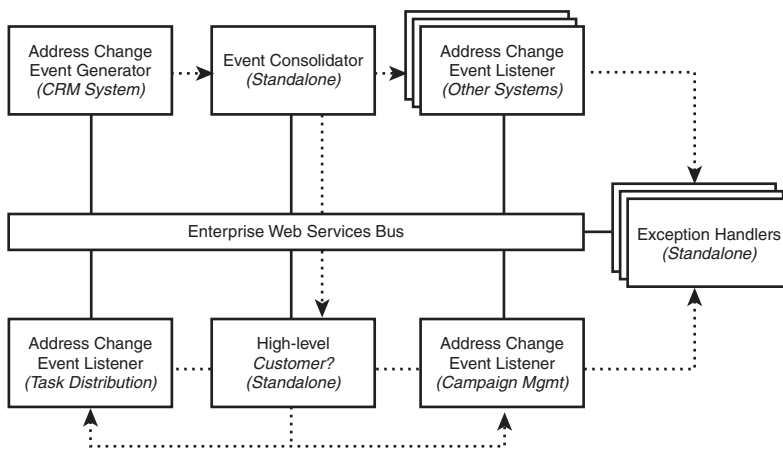 Address Change
Event Generator
(CRM System)
Event Consolidator
(Standalone)
Address Change
Event Listener
(Other Systems)
Enterprise Web Services Bus
Exception Handlers
(Standalone)
Address Change
Event Listener
(Task Distribution)
High-level
Customer?
(Standalone)
Address Change
Event Listener
(Campaign Mgmt)